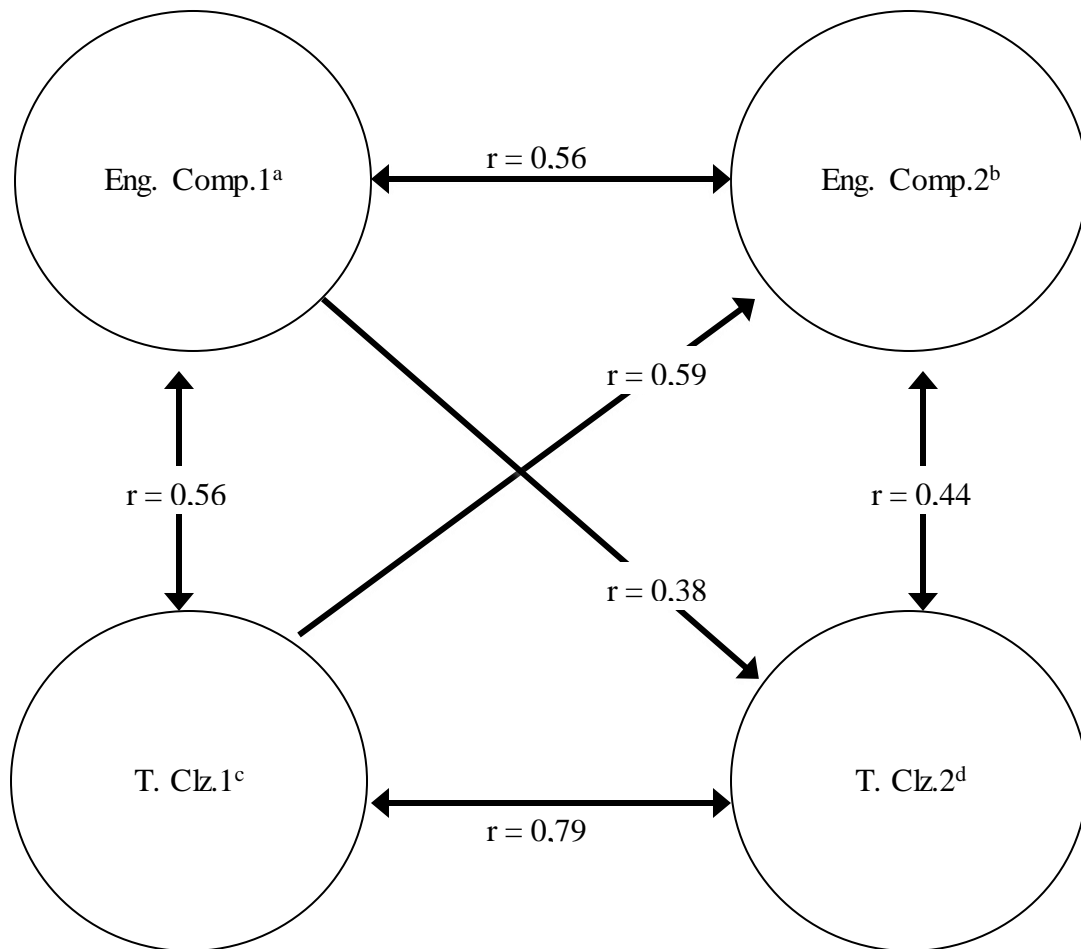 r = 0.56
Eng. Comp.1ᵃ
Eng. Comp.2ᵇ
r = 0.59
r = 0.56
r = 0.44
r = 0.38
T. Clz.1ᶜ
T. Clz.2ᵈ
r = 0.79